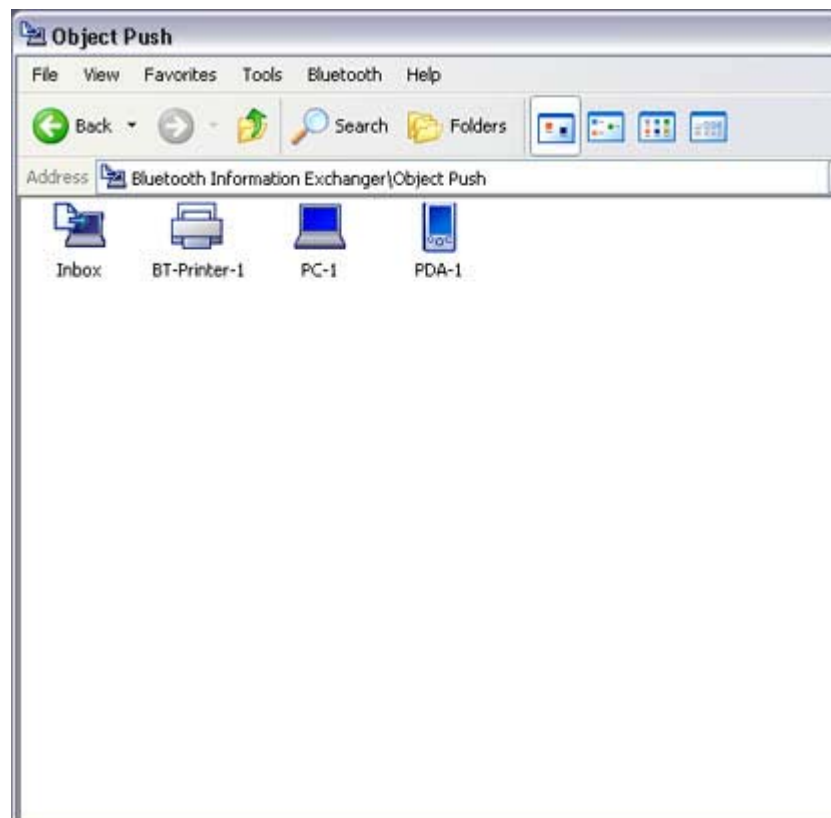 Object Push
File View Favorites Tools Bluetooth Help
Back Search Folders
Address Bluetooth Information Exchanger\Object Push
Inbox BT-Printer-1 PC-1 PDA-1